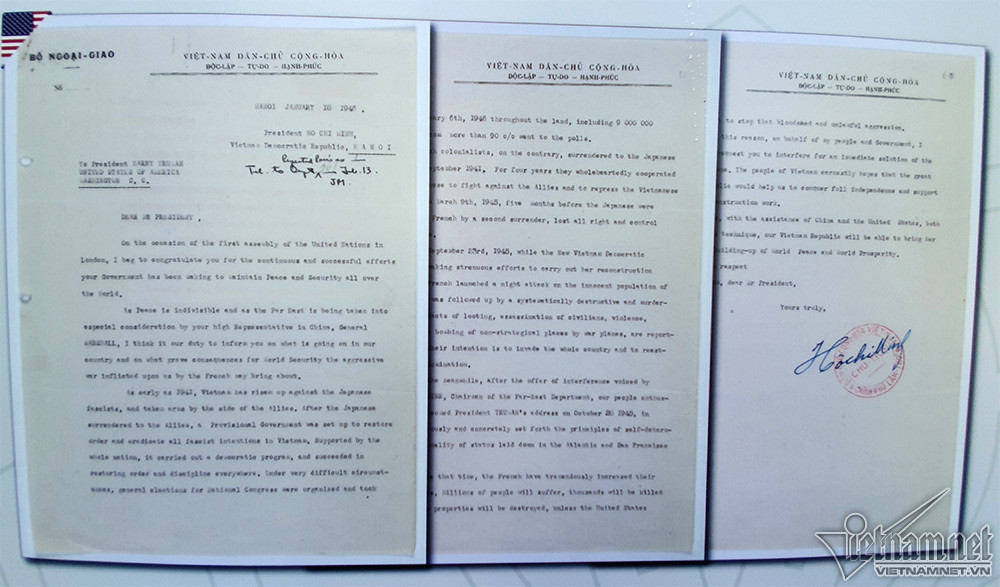 BỘ NGOẠI-GIAO
VIỆT-NAM DÂN-CHỦ CỘNG-HÒA
ĐỘC-LẬP — TỰ-DO — HẠNH-PHÚC
Số
HANOI JANUARY 18 1946.
President HO CHI MINH,
Vietnam Democratic Republic, HANOI
To President HARRY TRUMAN
UNITED STATES OF AMERICA
WASHINGTON D. C.
Tel. to
Feb. 13.
DEAR MR PRESIDENT,
On the occasion of the first assembly of the United Nations in
London, I beg to congratulate you for the continuous and successful efforts
your Government has been making to maintain Peace and Security all over
the World.
As Peace is indivisible and as the Far East is being taken into
especial consideration by your high Representative in China, General
MARSHALL, I think it our duty to inform you on what is going on in our
country and on what grave consequences for World Security the aggressive
war inflicted upon us by the French may bring about.
As early as 1941, Vietnam has risen up against the Japanese
fascists, and taken arms by the side of the Allies. After the Japanese
surrendered to the Allies, a Provisional Government was set up to restore
order and eradicate all fascist intentions in Vietnam. Supported by the
whole nation, it carried out a democratic program, and succeeded in
restoring order and discipline everywhere. Under very difficult circumst-
ances, general elections for National Congress were organized and took
VIỆT-NAM DÂN-CHỦ CỘNG-HÒA
ĐỘC-LẬP — TỰ-DO — HẠNH-PHÚC
ary 6th, 1946 throughout the land, including 9 000 000
more than 90 o/o went to the polls.
h colonialists, on the contrary, surrendered to the Japanese
eptember 1941. For four years they wholeheartedly cooperated
ese to fight against the Allies and to repress the Vietnamese
March 9th, 1945, five months before the Japanese were
French by a second surrender, lost all right and control
eptember 23rd, 1945, while the New Vietnam Democratic
making strenuous efforts to carry out her reconstruction
rench launched a night attack on the innocent population of
was followed up by a systematically destructive and murder-
acts of looting, assassination of civilians, violence,
bombing of non-strategical places by war planes, are report-
heir intention is to invade the whole country and to reest-
mination.
he meanwhile, after the offer of interference voiced by
Chairman of the Far-East Department, our people enthus-
comed President TRUMAN's address on October 28 1945, in
ously and concretely set forth the principles of self-determ-
quality of status laid down in the Atlantic and San Francisco
that time, the French have tremendously increased their
Millions of people will suffer, thousands will be killed
properties will be destroyed, unless the United States
VIỆT-NAM DÂN-CHỦ CỘNG-HÒA
ĐỘC-LẬP — TỰ-DO — HẠNH-PHÚC
to stop that bloodshed and unlawful aggression.
this reason, on behalf of my people and Government, I
request you to interfere for an immediate solution of the
The people of Vietnam earnestly hopes that the great
lic would help us to conquer full independence and support
construction work.
with the assistance of China and the United States, both
technique, our Vietnam Republic will be able to bring her
building-up of World Peace and World Prosperity.
respect
dear Mr President,
Yours truly,
HồchíMinh
vietnamnet
VIETNAMNET.VN